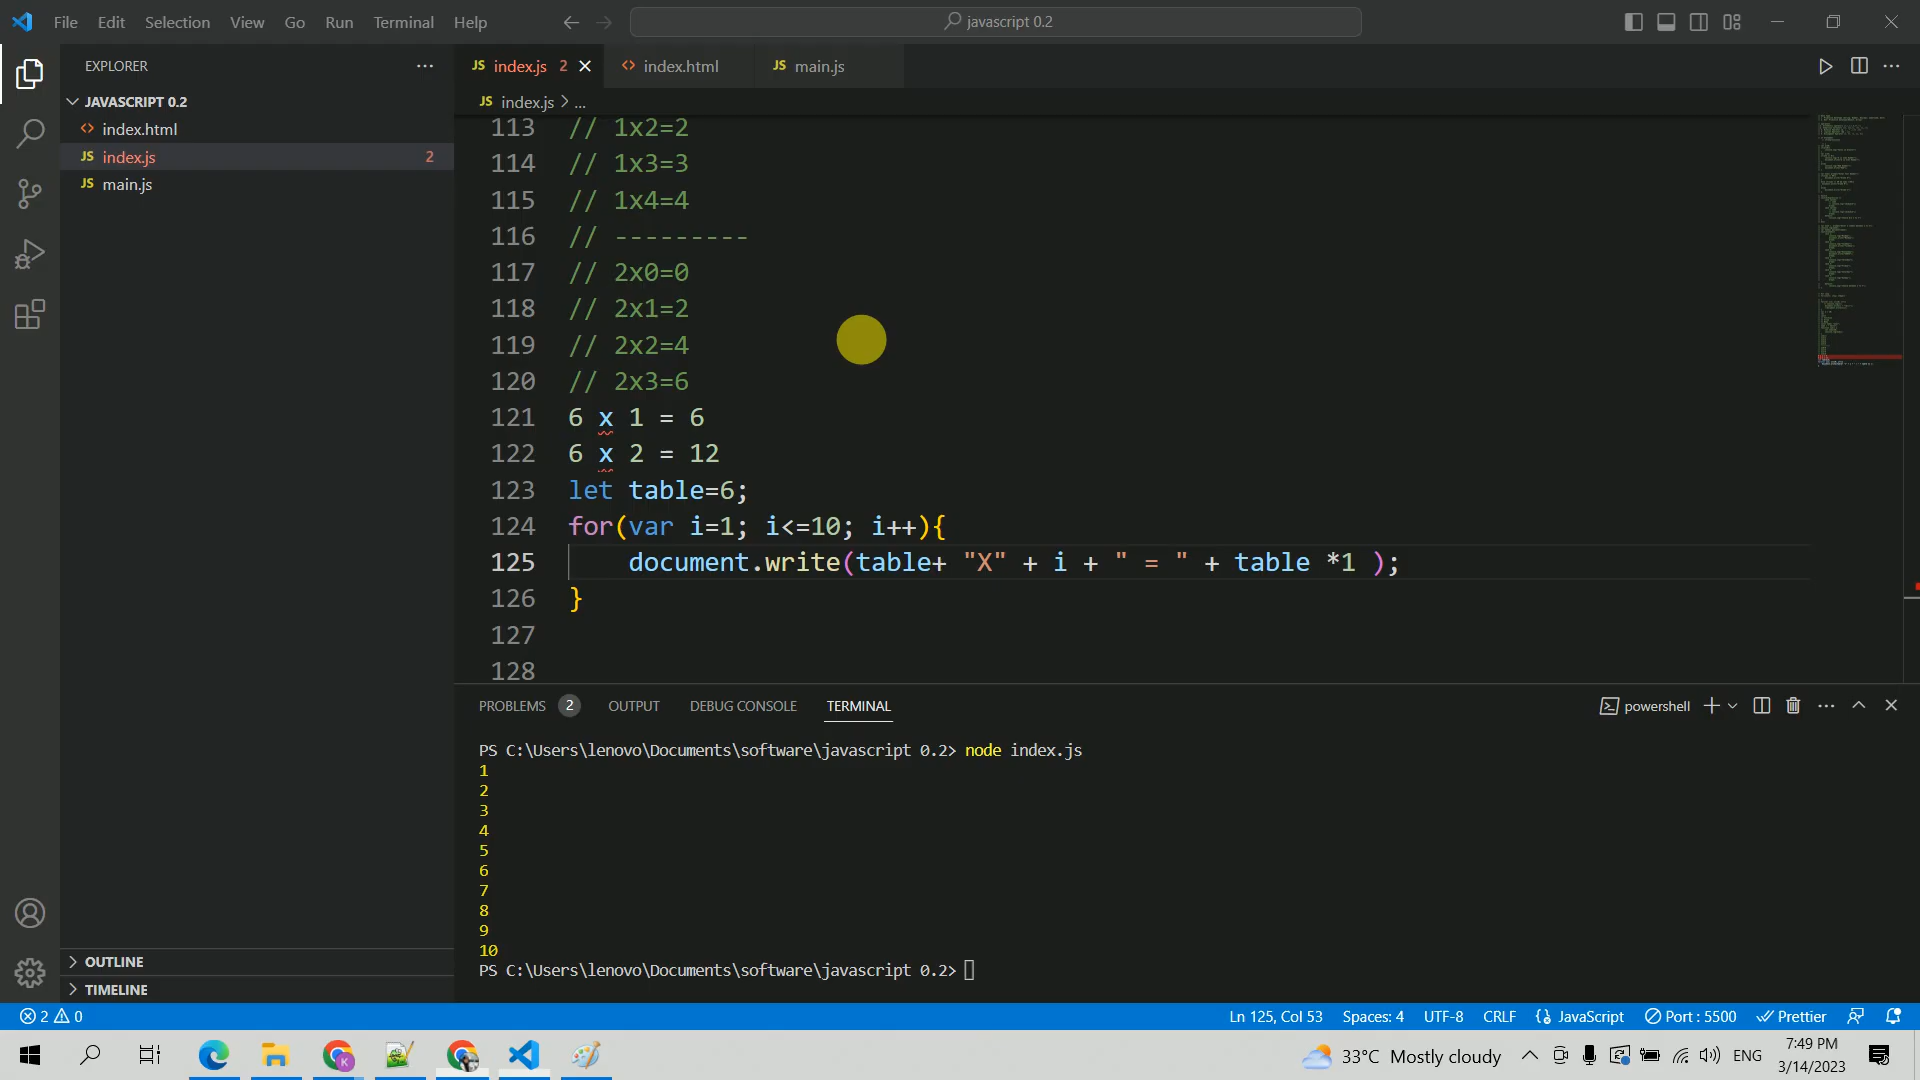 File Edit Selection View Go Run Terminal Help
javascript 0.2
EXPLORER
JAVASCRIPT 0.2
index.html
JS index.js 2
JS main.js
OUTLINE
TIMELINE
JS index.js 2
index.html
JS main.js
JS index.js > ...
113 // 1x2=2
114 // 1x3=3
115 // 1x4=4
116 // ---------
117 // 2x0=0
118 // 2x1=2
119 // 2x2=4
120 // 2x3=6
121 6 x 1 = 6
122 6 x 2 = 12
123 let table=6;
124 for(var i=1; i<=10; i++){
125 document.write(table+ "X" + i + " = " + table *1 );
126 }
127
128
PROBLEMS 2 OUTPUT DEBUG CONSOLE TERMINAL
powershell
PS C:\Users\lenovo\Documents\software\javascript 0.2> node index.js
1
2
3
4
5
6
7
8
9
10
PS C:\Users\lenovo\Documents\software\javascript 0.2>
2 0
Ln 125, Col 53 Spaces: 4 UTF-8 CRLF JavaScript Port : 5500 Prettier
33°C Mostly cloudy ENG
7:49 PM
3/14/2023